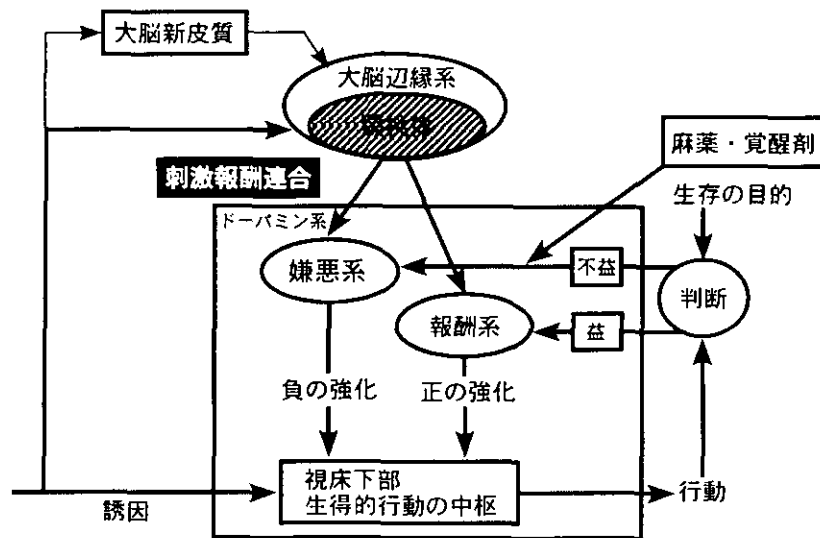 大脳新皮質
大脳辺縁系
刺激報酬連合
麻薬・覚醒剤
生存の目的
ドーパミン系
嫌悪系
不益
判断
報酬系
益
負の強化
正の強化
視床下部
生得的行動の中枢
行動
誘因